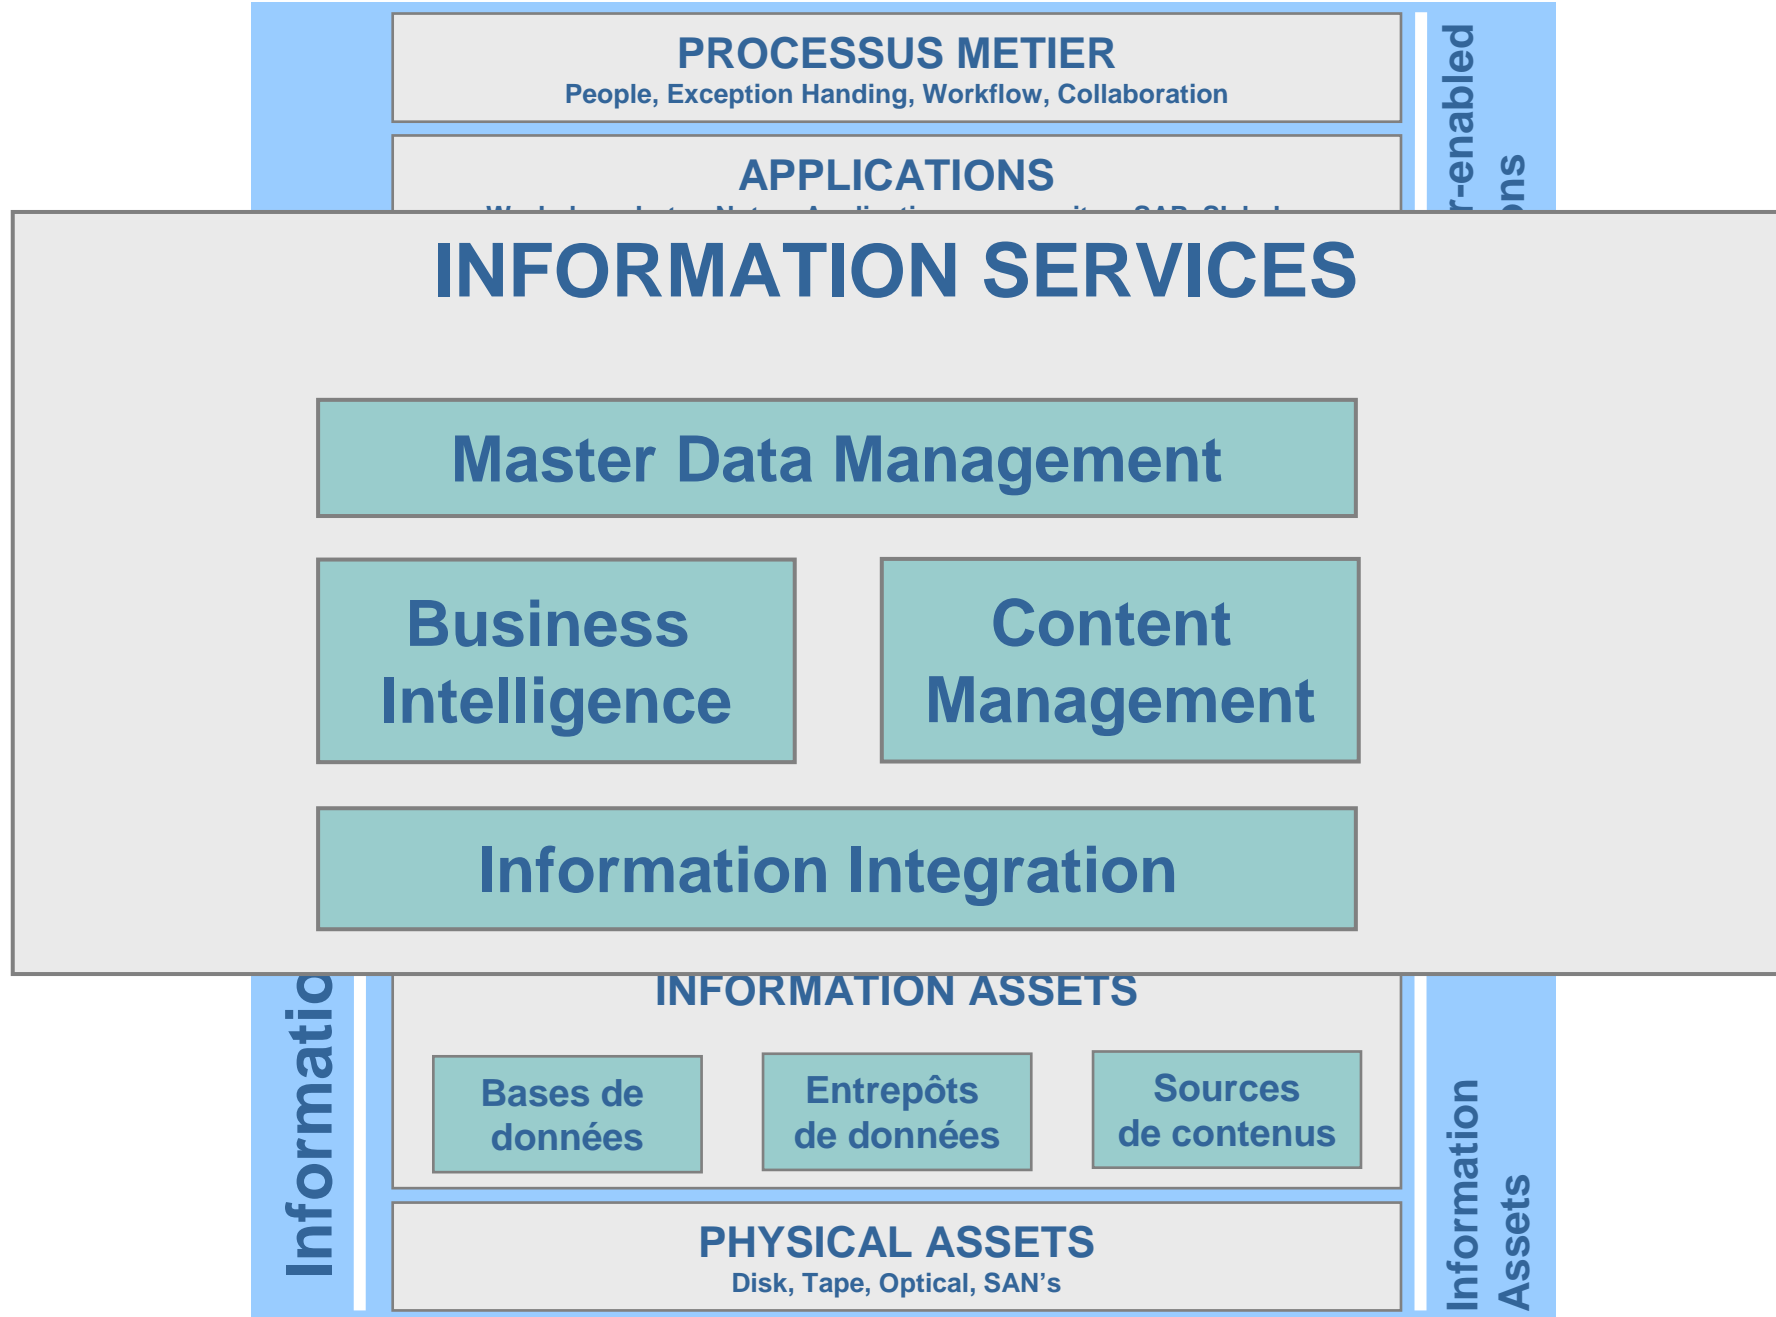 PROCESSUS METIER
People, Exception Handing, Workflow, Collaboration
APPLICATIONS
INFORMATION SERVICES
Master Data Management
Business
Intelligence
Content
Management
Information Integration
INFORMATION ASSETS
Bases de
données
Entrepôts
de données
Sources
de contenus
PHYSICAL ASSETS
Disk, Tape, Optical, SAN's
Information
Assets